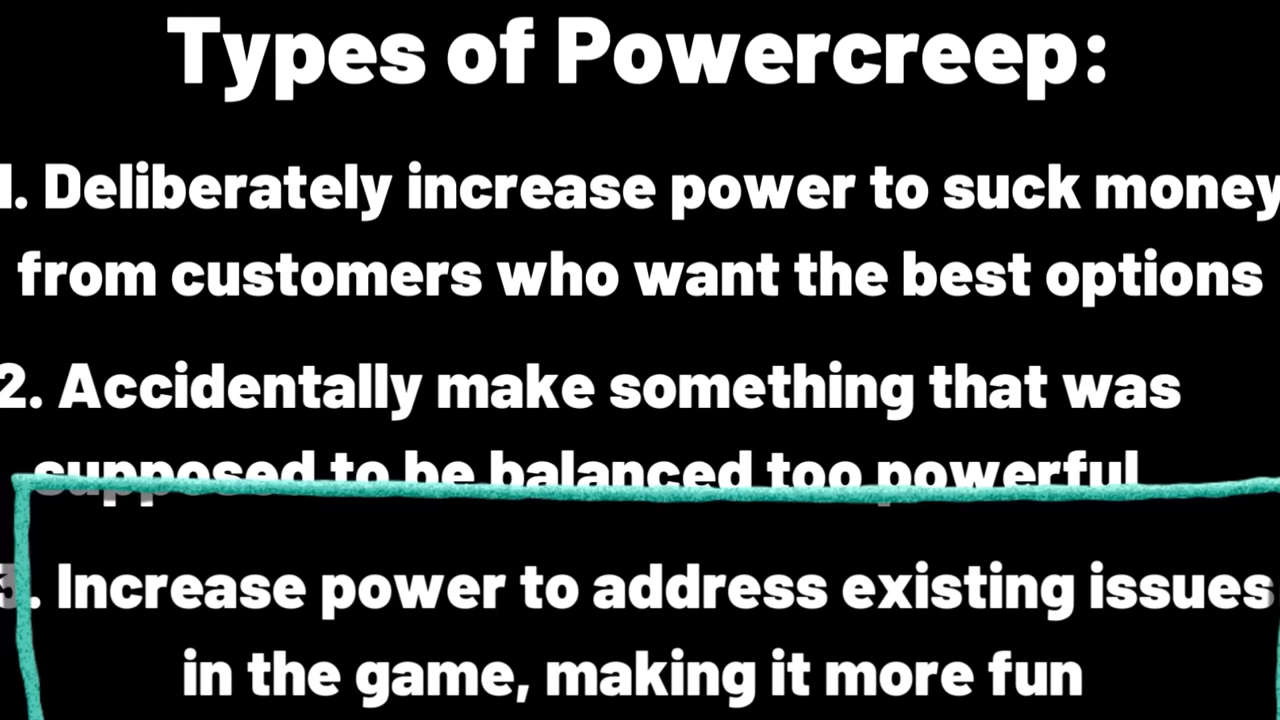 Types of Powercreep:
1. Deliberately increase power to suck money
from customers who want the best options
2. Accidentally make something that was
supposed to be balanced too powerful
3. Increase power to address existing issues
in the game, making it more fun